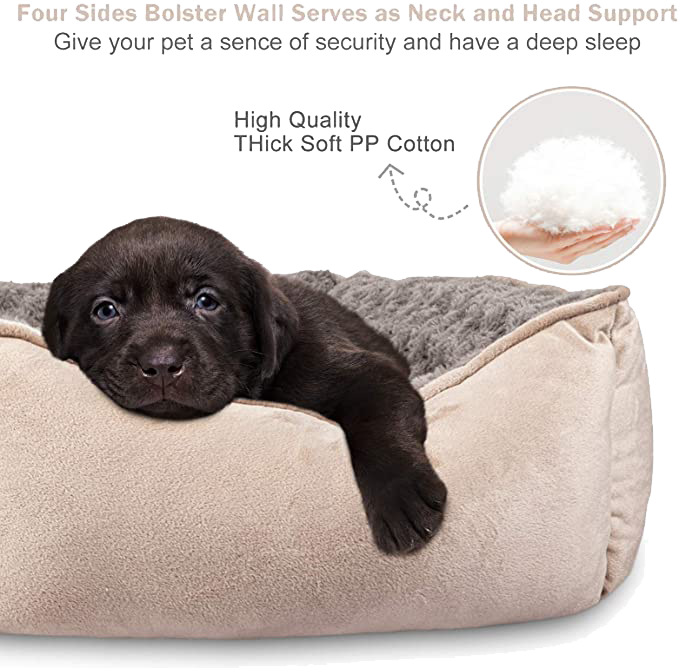 Four Sides Bolster Wall Serves as Neck and Head Support
Give your pet a sence of security and have a deep sleep
High Quality
THick Soft PP Cotton